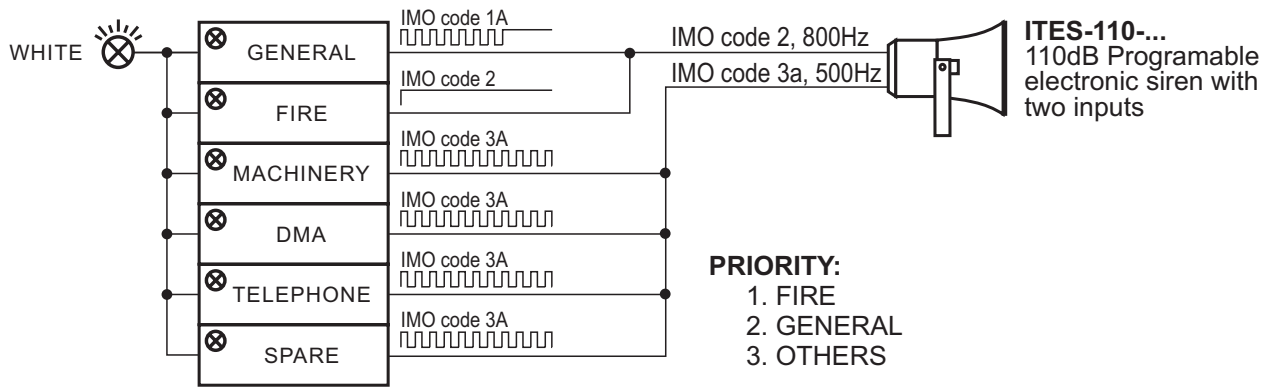 WHITE
GENERAL
IMO code 1A
FIRE
IMO code 2
MACHINERY
IMO code 3A
DMA
IMO code 3A
TELEPHONE
IMO code 3A
SPARE
IMO code 3A
IMO code 2, 800Hz
IMO code 3a, 500Hz
ITES-110-...
110dB Programable
electronic siren with
two inputs
PRIORITY:
1. FIRE
2. GENERAL
3. OTHERS